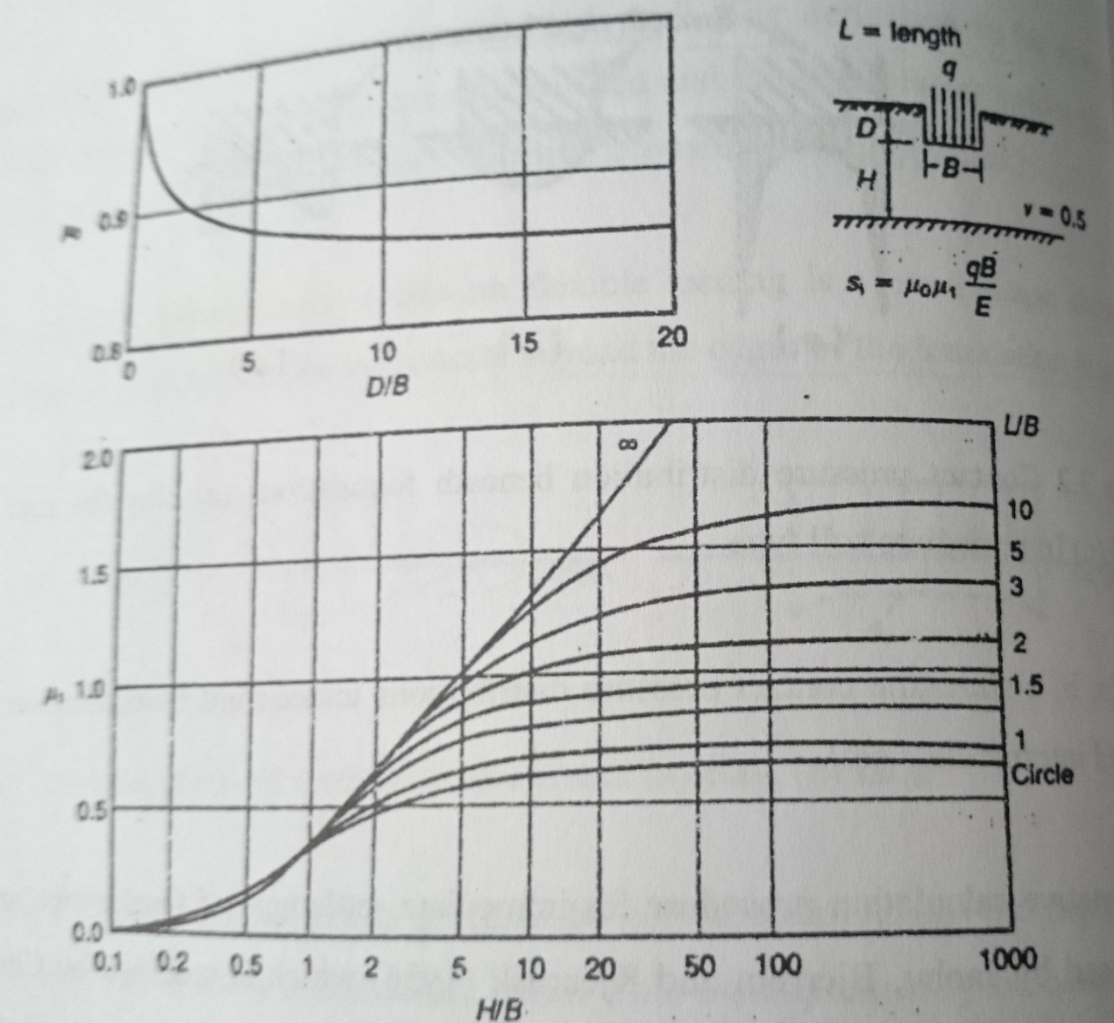 L = length
q
D
B
H
v = 0.5
s₁ = μ₀μ₁ qB/E
1.0
0.9
0.8
0 5 10 15 20
D/B
L/B
2.0
∞
10
1.5
5
3
2
μ₁ 1.0
1.5
1
Circle
0.5
0.0
0.1 0.2 0.5 1 2 5 10 20 50 100 1000
H/B